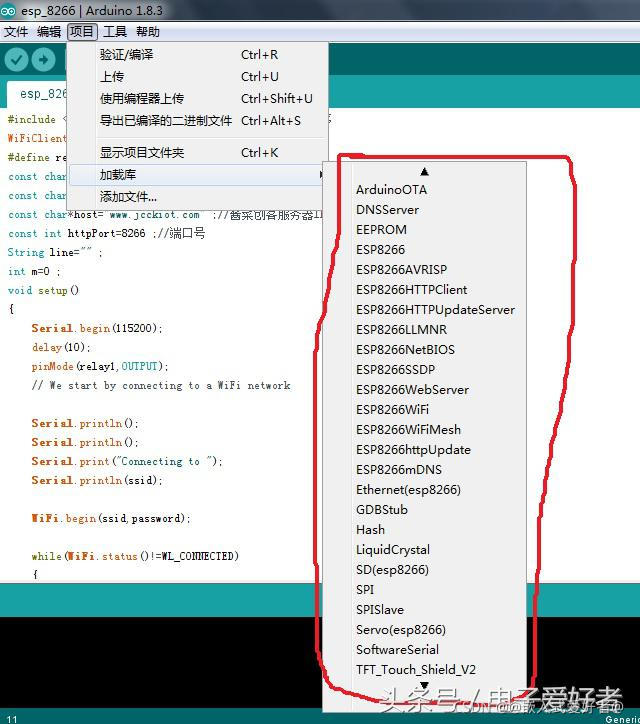 esp_8266 | Arduino 1.8.3
文件 编辑 项目 工具 帮助
验证/编译 Ctrl+R
上传 Ctrl+U
使用编程器上传 Ctrl+Shift+U
导出已编译的二进制文件 Ctrl+Alt+S
显示项目文件夹 Ctrl+K
加载库
添加文件...
esp_826
#include <
WiFiClient
#define re
const char
const char
const char*host="www.jcckiot.com" ;//酱菜创客服务器I
const int httpPort=8266 ;//端口号
String line="" ;
int m=0 ;
void setup()
{
Serial.begin(115200);
delay(10);
pinMode(relay1,OUTPUT);
// We start by connecting to a WiFi network
Serial.println();
Serial.println();
Serial.print("Connecting to ");
Serial.println(ssid);
WiFi.begin(ssid,password);
while(WiFi.status()!=WL_CONNECTED)
{
ArduinoOTA
DNSServer
EEPROM
ESP8266
ESP8266AVRISP
ESP8266HTTPClient
ESP8266HTTPUpdateServer
ESP8266LLMNR
ESP8266NetBIOS
ESP8266SSDP
ESP8266WebServer
ESP8266WiFi
ESP8266WiFiMesh
ESP8266httpUpdate
ESP8266mDNS
Ethernet(esp8266)
GDBStub
Hash
LiquidCrystal
SD(esp8266)
SPI
SPISlave
Servo(esp8266)
SoftwareSerial
TFT_Touch_Shield_V2
头条号 / 电子爱好者
11
Generic